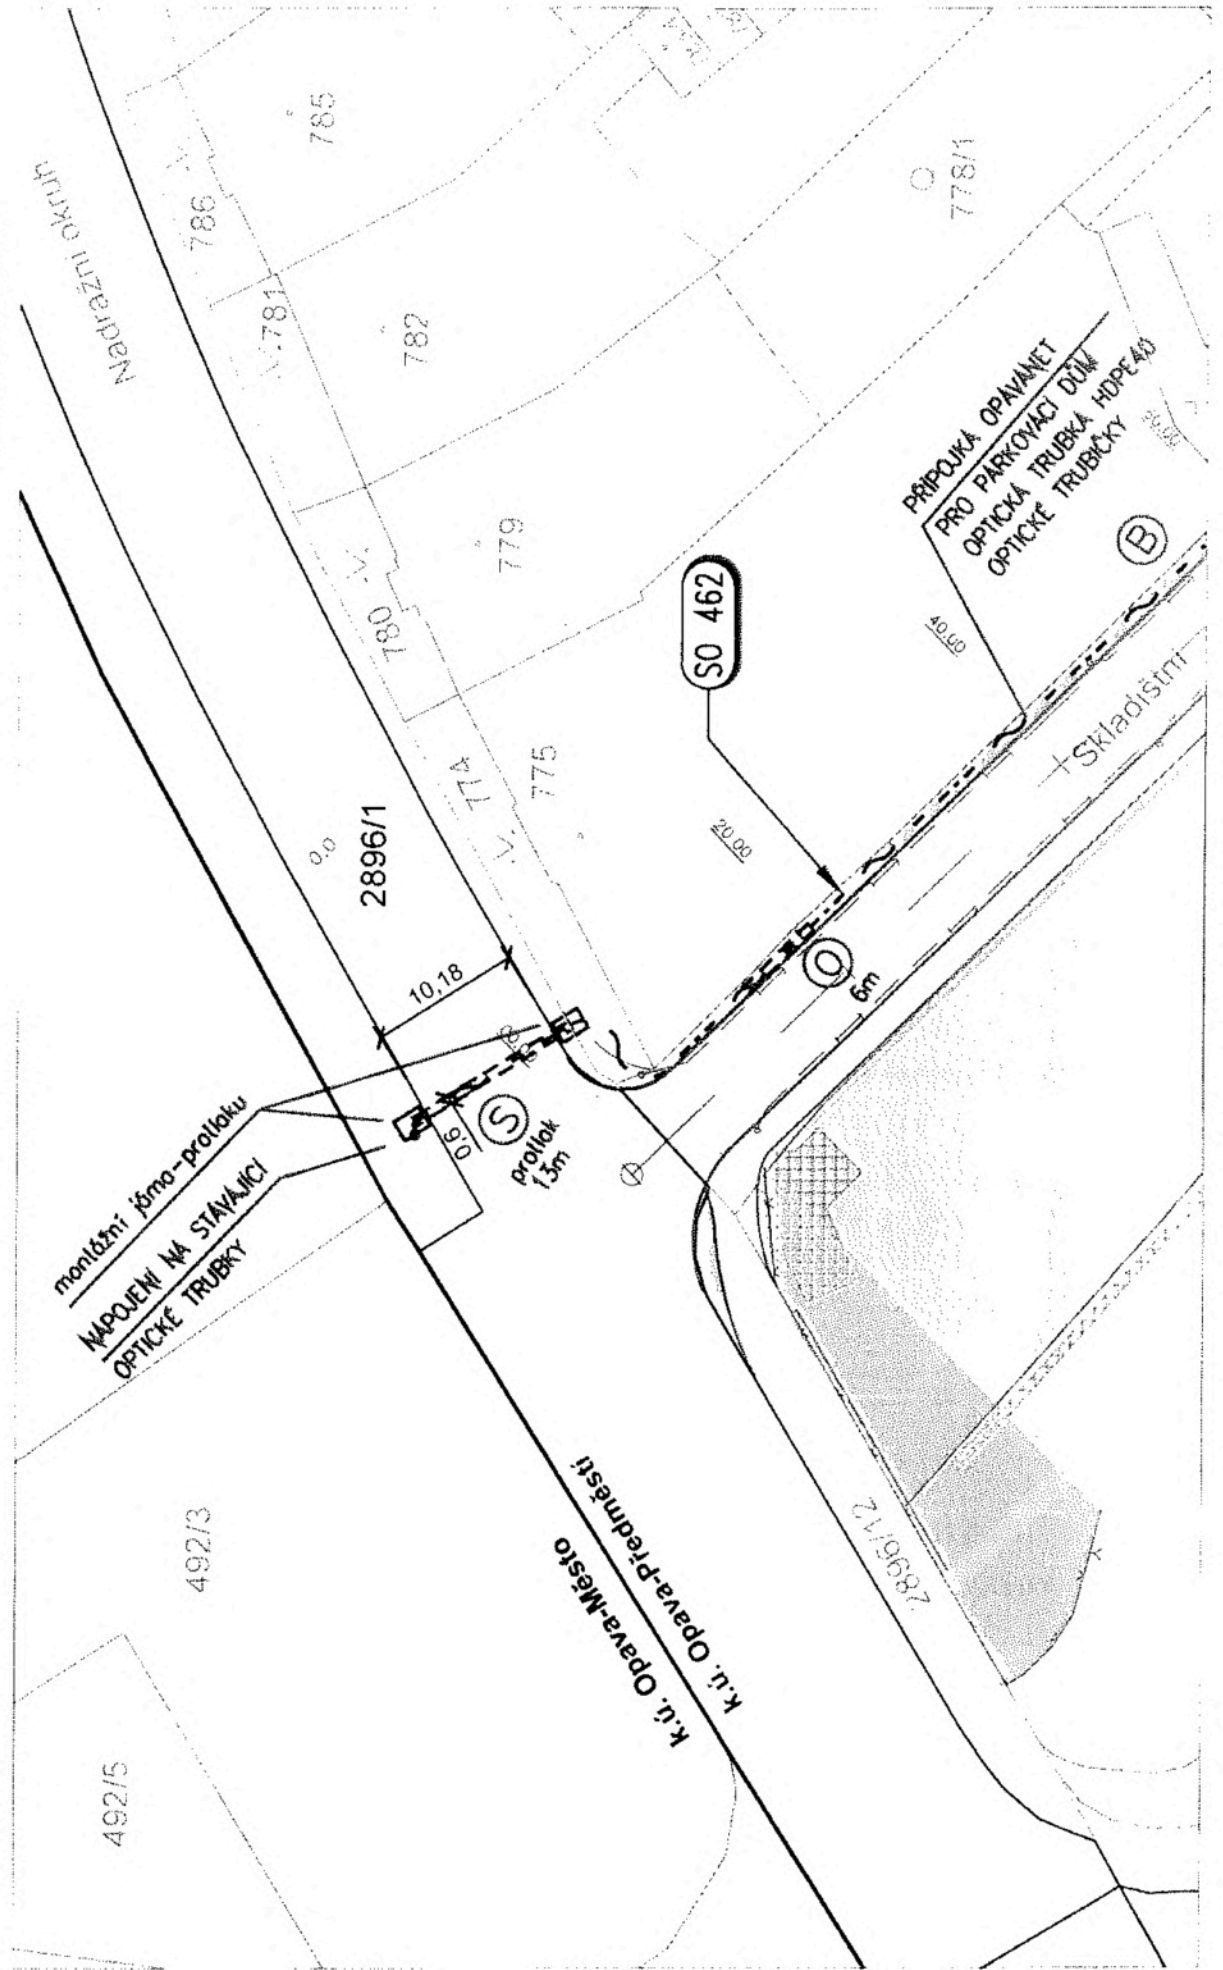 Nádražní okruh
785
786
781
782
778/1
780
779
774
775
2896/1
0.0
10,18
0,6
S
protlak
13m
montážní jáma-protlaku
NAPOJENÍ NA STÁVAJÍCÍ
OPTICKÉ TRUBKY
SO 462
PŘÍPOJKA OPAVANET
PRO PARKOVACÍ DŮM
OPTICKÁ TRUBKA HDPE40
OPTICKÉ TRUBIČKY
B
40.00
20.00
O
6m
Skladištní
492/3
492/5
k.ú. Opava-Město
k.ú. Opava-Předměstí
2896/12